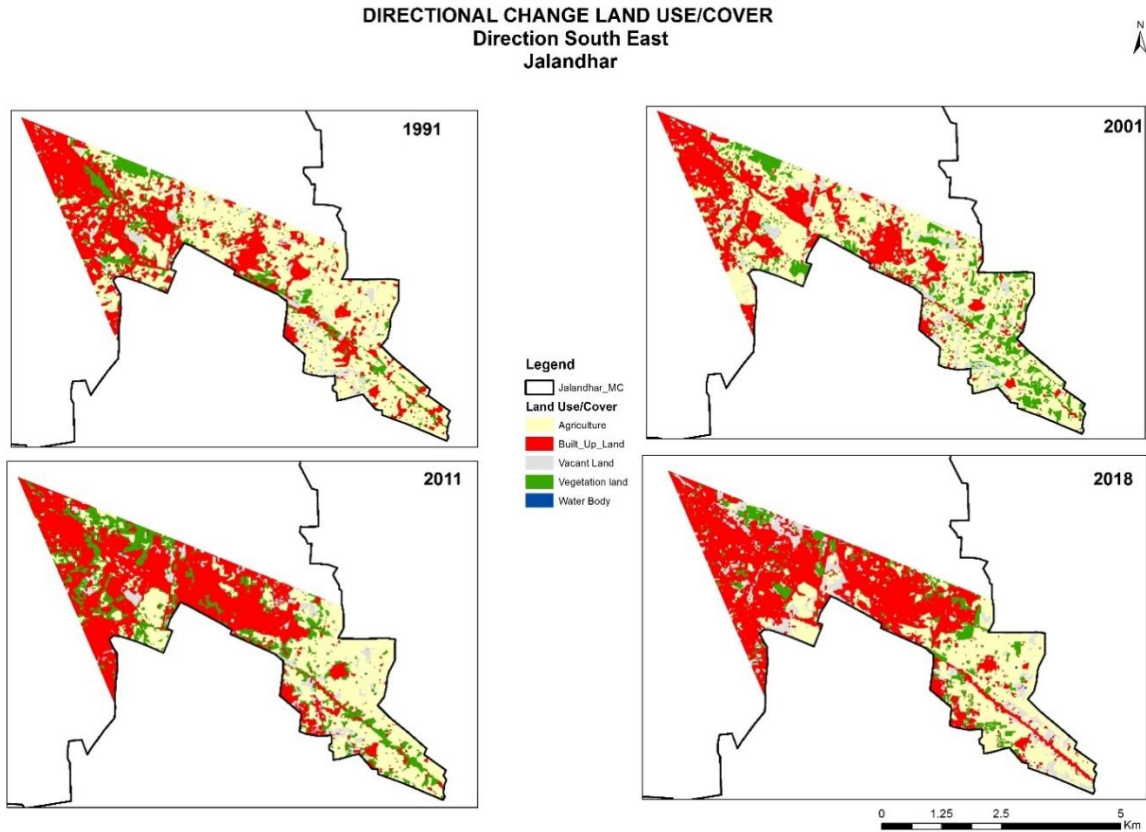 DIRECTIONAL CHANGE LAND USE/COVER
Direction South East
Jalandhar
N
1991
2001
Legend
Jalandhar_MC
Land Use/Cover
Agriculture
Built_Up_Land
Vacant Land
Vegetation land
Water Body
2011
2018
0 1.25 2.5 5
Km